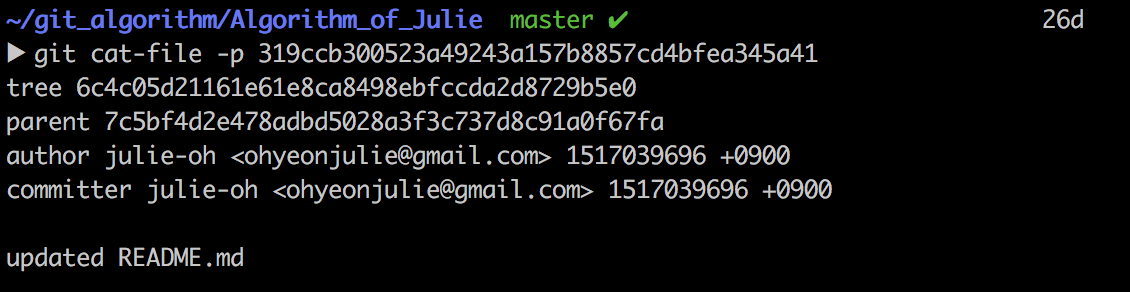 ~/git_algorithm/Algorithm_of_Julie master ✔ 26d
▶ git cat-file -p 319ccb300523a49243a157b8857cd4bfea345a41
tree 6c4c05d21161e61e8ca8498ebfccda2d8729b5e0
parent 7c5bf4d2e478adbd5028a3f3c737d8c91a0f67fa
author julie-oh <ohyeonjulie@gmail.com> 1517039696 +0900
committer julie-oh <ohyeonjulie@gmail.com> 1517039696 +0900
updated README.md